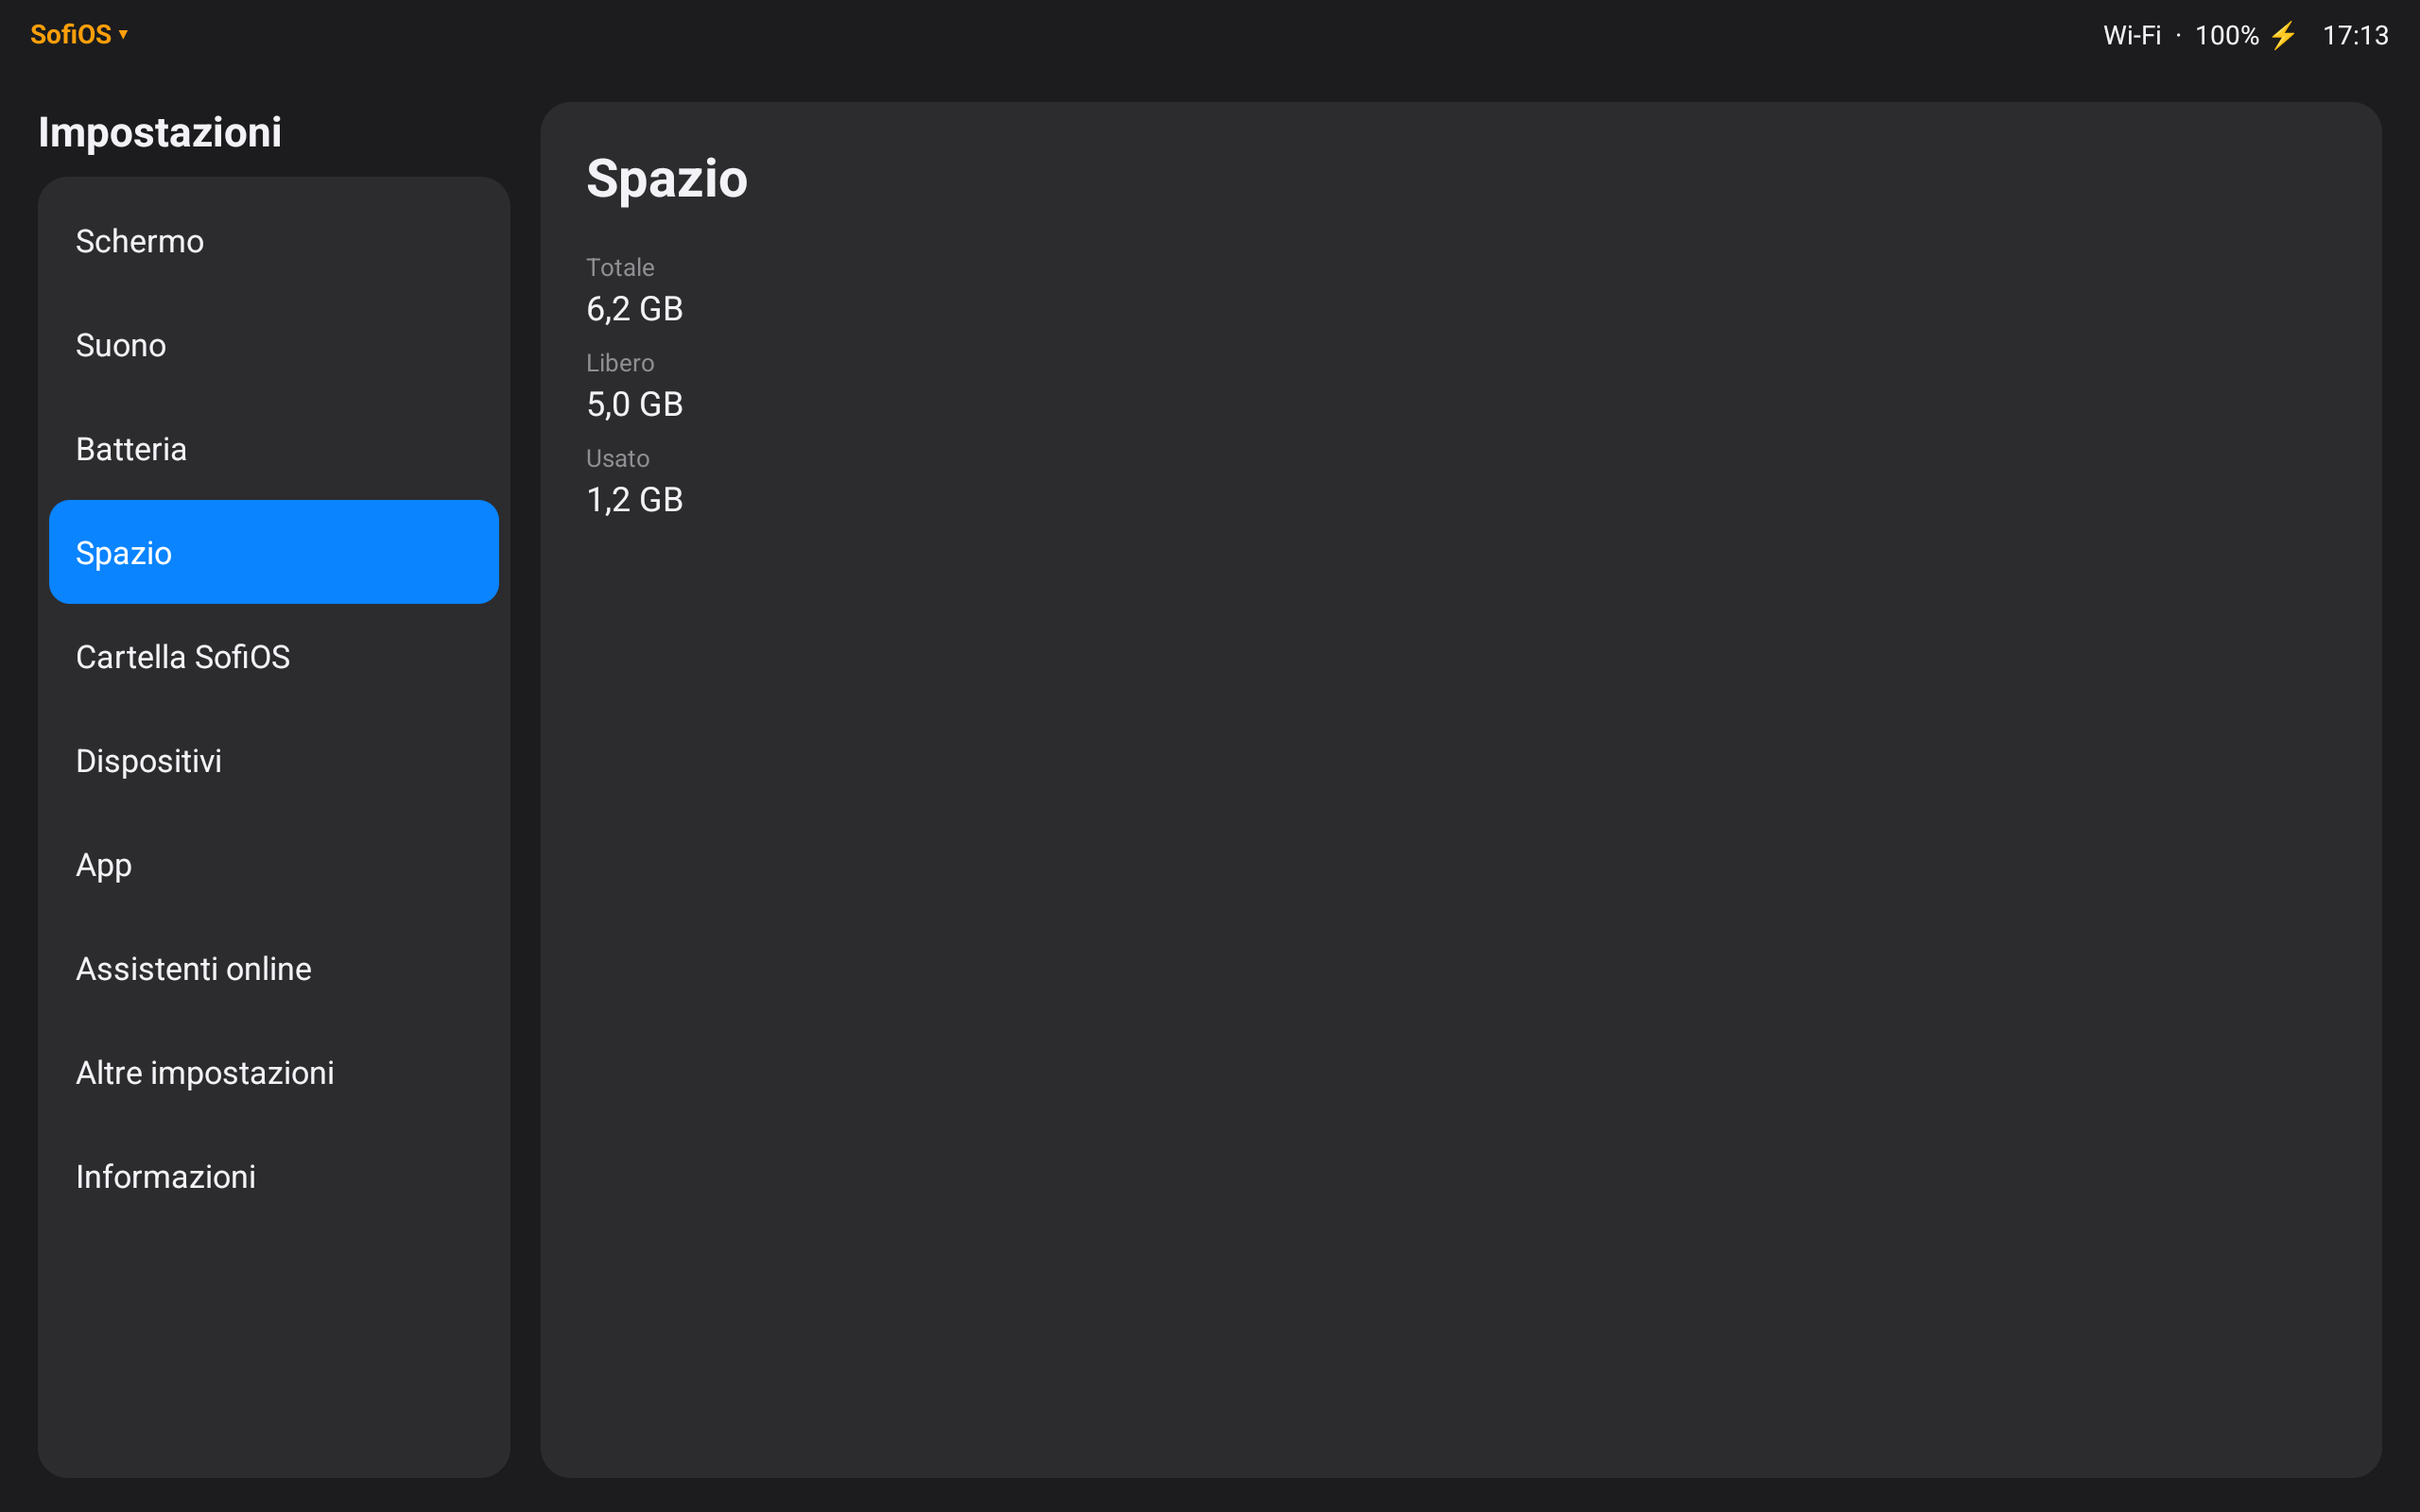 SofiOS ▾
Wi-Fi · 100% ⚡ 17:13
Impostazioni
Schermo
Suono
Batteria
Spazio
Cartella SofiOS
Dispositivi
App
Assistenti online
Altre impostazioni
Informazioni
Spazio
Totale
6,2 GB
Libero
5,0 GB
Usato
1,2 GB